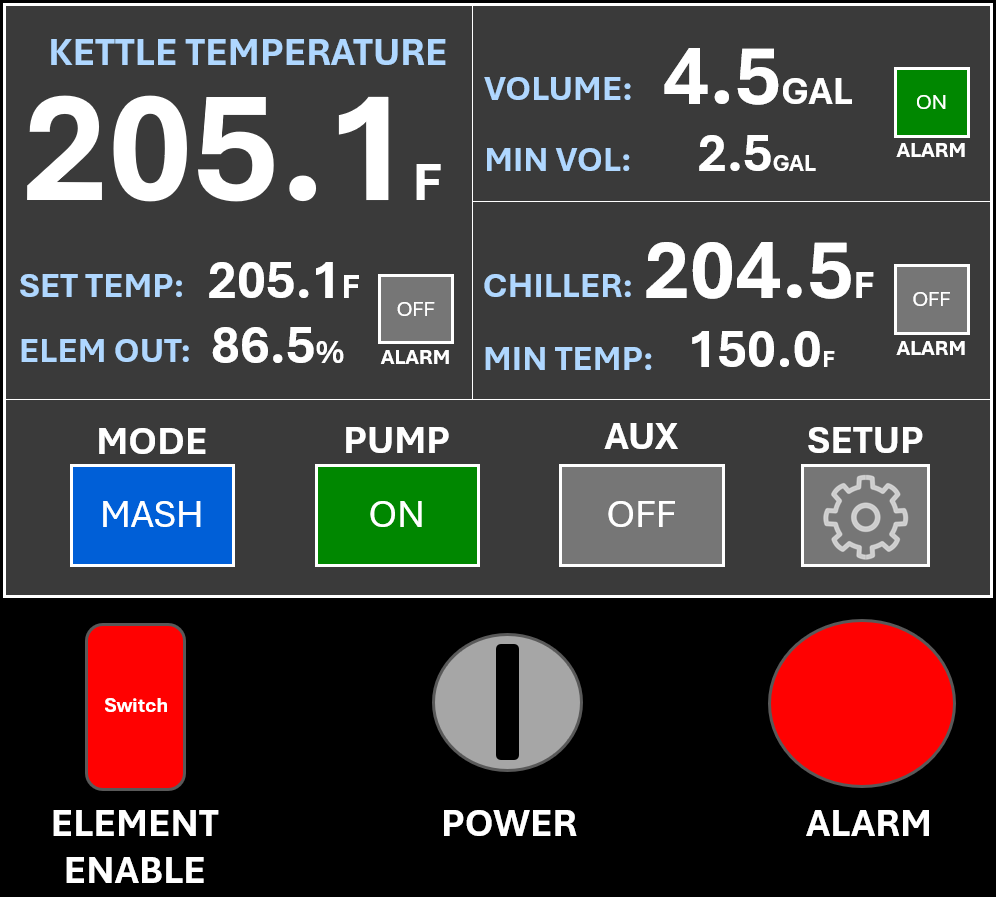 KETTLE TEMPERATURE
205.1F
SET TEMP: 205.1F
OFF
ELEM OUT: 86.5%
ALARM
VOLUME: 4.5GAL
ON
MIN VOL: 2.5GAL
ALARM
CHILLER: 204.5F
OFF
MIN TEMP: 150.0F
ALARM
MODE PUMP AUX SETUP
MASH ON OFF
Switch
ELEMENT
ENABLE
POWER
ALARM